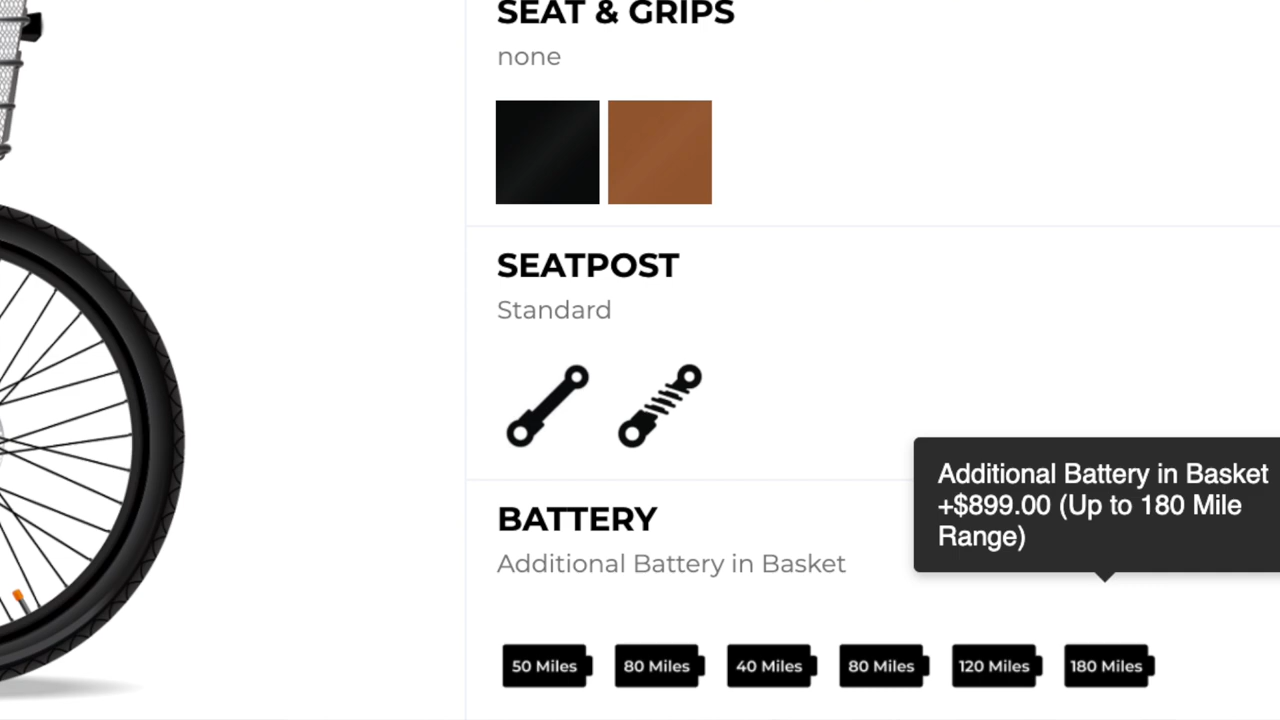 SEAT & GRIPS
none
SEATPOST
Standard
Additional Battery in Basket
+$899.00 (Up to 180 Mile
Range)
BATTERY
Additional Battery in Basket
50 Miles 80 Miles 40 Miles 80 Miles 120 Miles 180 Miles